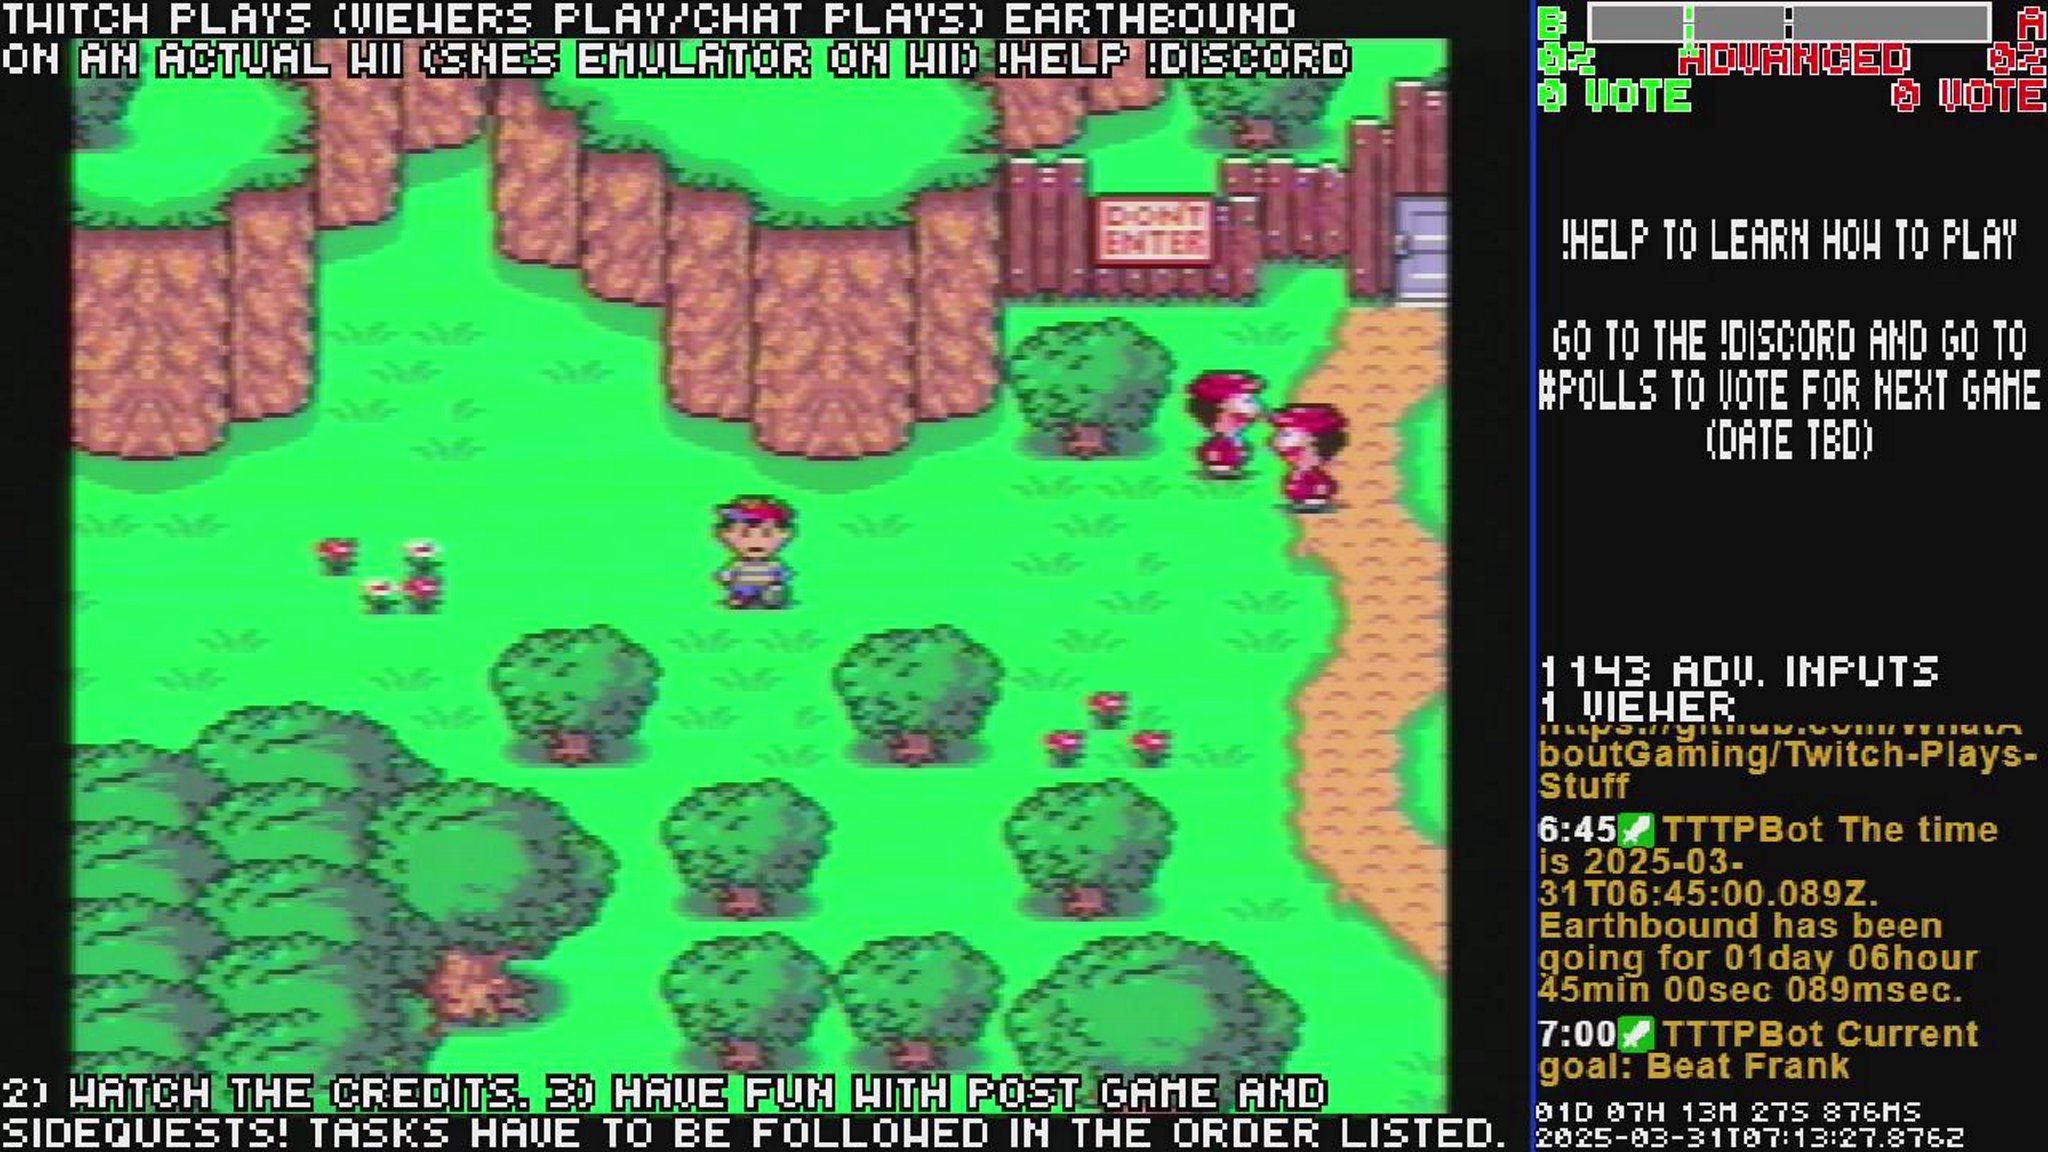 TWITCH PLAYS (VIEWERS PLAY/CHAT PLAYS) EARTHBOUND
ON AN ACTUAL WII (SNES EMULATOR ON WII) !HELP !DISCORD
DONT
ENTER
2) WATCH THE CREDITS. 3) HAVE FUN WITH POST GAME AND
SIDEQUESTS! TASKS HAVE TO BE FOLLOWED IN THE ORDER LISTED.
B A
0% ADVANCED 0%
0 VOTE 0 VOTE
!HELP TO LEARN HOW TO PLAY
GO TO THE !DISCORD AND GO TO
#POLLS TO VOTE FOR NEXT GAME
(DATE TBD)
1143 ADV. INPUTS
1 VIEWER
https://github.com/WhatA
boutGaming/Twitch-Plays-
Stuff
6:45 TTTPBot The time
is 2025-03-
31T06:45:00.089Z.
Earthbound has been
going for 01day 06hour
45min 00sec 089msec.
7:00 TTTPBot Current
goal: Beat Frank
01D 07H 13M 27S 876MS
2025-03-31T07:13:27.876Z